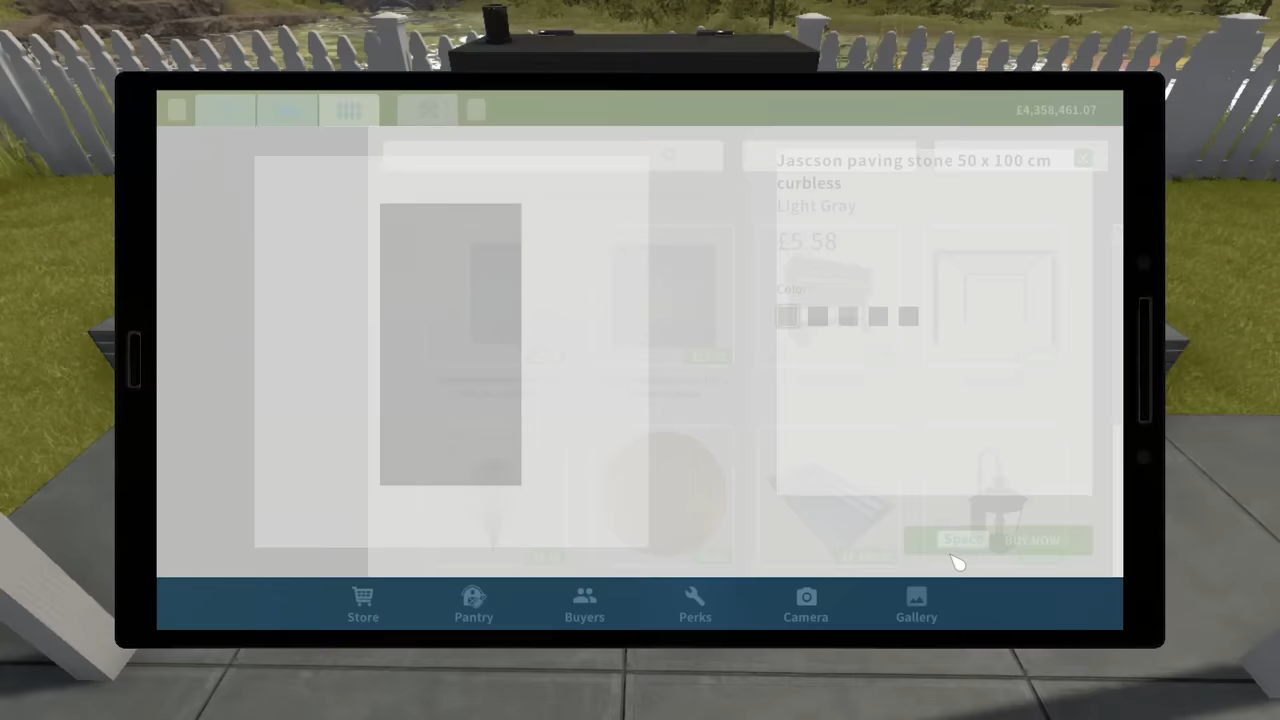 £4,358,461.07
Jascson paving stone 50 x 100 cm
curbless
Light Gray
£5.58
Color
Space BUY NOW
Store Pantry Buyers Perks Camera Gallery